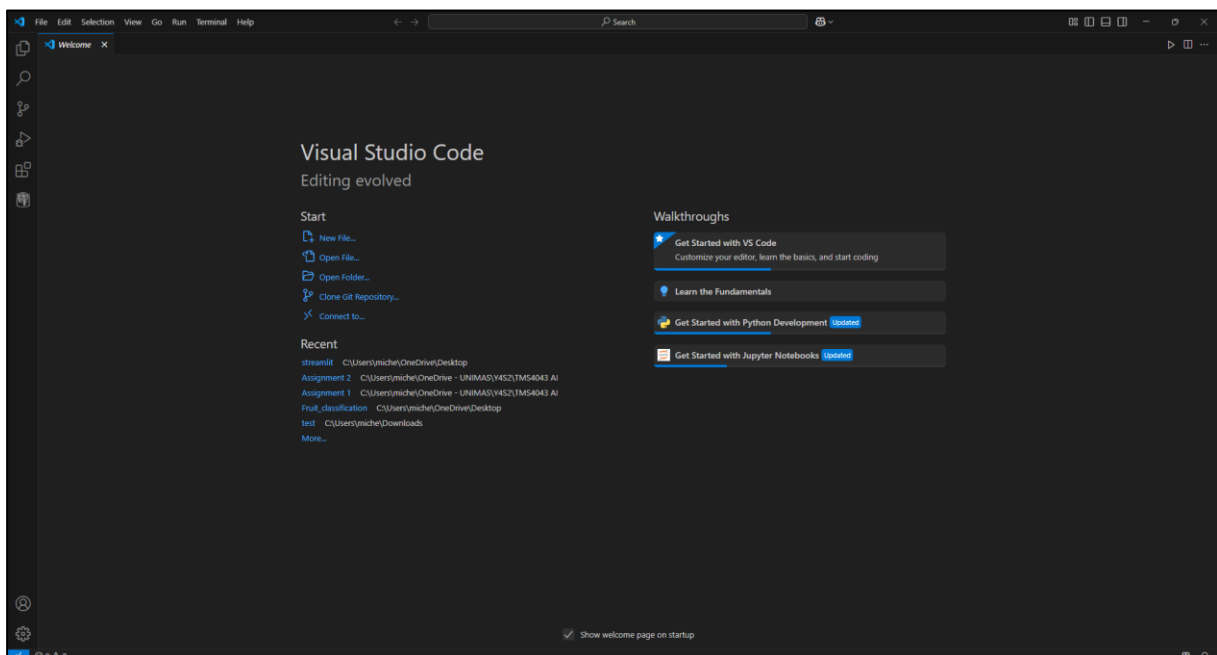 File Edit Selection View Go Run Terminal Help
Search
Welcome
Visual Studio Code
Editing evolved
Start
New File...
Open File...
Open Folder...
Clone Git Repository...
Connect to...
Recent
streamlit C:\Users\miche\OneDrive\Desktop
Assignment 2 C:\Users\miche\OneDrive - UNIMAS\Y4S2\TMS4043 AI
Assignment 1 C:\Users\miche\OneDrive - UNIMAS\Y4S2\TMS4043 AI
Fruit_classification C:\Users\miche\OneDrive\Desktop
test C:\Users\miche\Downloads
More...
Walkthroughs
Get Started with VS Code
Customize your editor, learn the basics, and start coding
Learn the Fundamentals
Get Started with Python Development Updated
Get Started with Jupyter Notebooks Updated
Show welcome page on startup